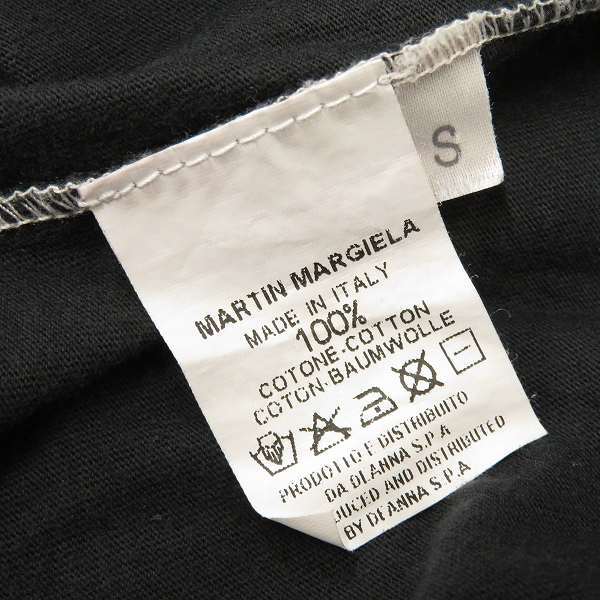 S
MARTIN MARGIELA
MADE IN ITALY
100%
COTONE-COTTON
COTON-BAUMWOLLE
PRODOTTO E DISTRIBUITO
DA DEANNA S.P.A
DUCED AND DISTRIBUTED
BY DEANNA S.P.A